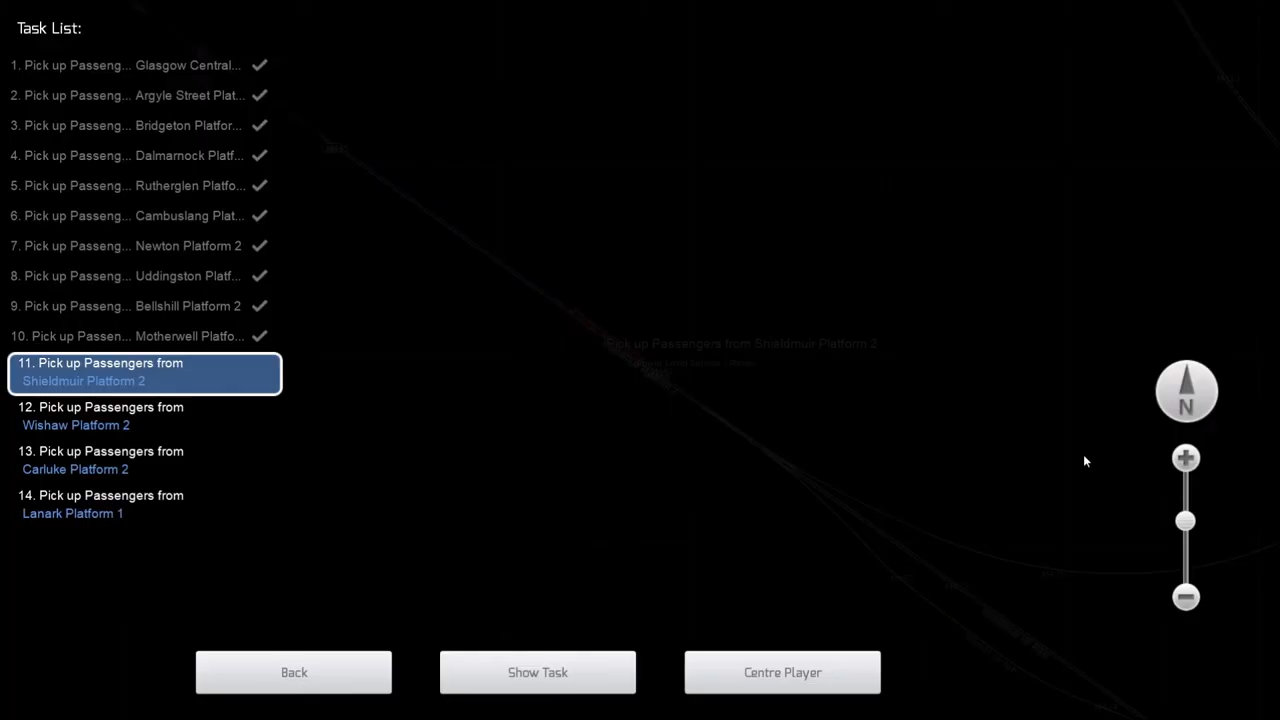 Task List:
1. Pick up Passeng... Glasgow Central...
2. Pick up Passeng... Argyle Street Plat...
3. Pick up Passeng... Bridgeton Platfor...
4. Pick up Passeng... Dalmarnock Platf...
5. Pick up Passeng... Rutherglen Platfo...
6. Pick up Passeng... Cambuslang Plat...
7. Pick up Passeng... Newton Platform 2
8. Pick up Passeng... Uddingston Platf...
9. Pick up Passeng... Bellshill Platform 2
10. Pick up Passen... Motherwell Platfo...
Pick up Passengers from Shieldmuir Platform 2
11. Pick up Passengers from
Shieldmuir Platform 2
12. Pick up Passengers from
Wishaw Platform 2
13. Pick up Passengers from
Carluke Platform 2
14. Pick up Passengers from
Lanark Platform 1
N
Back
Show Task
Centre Player